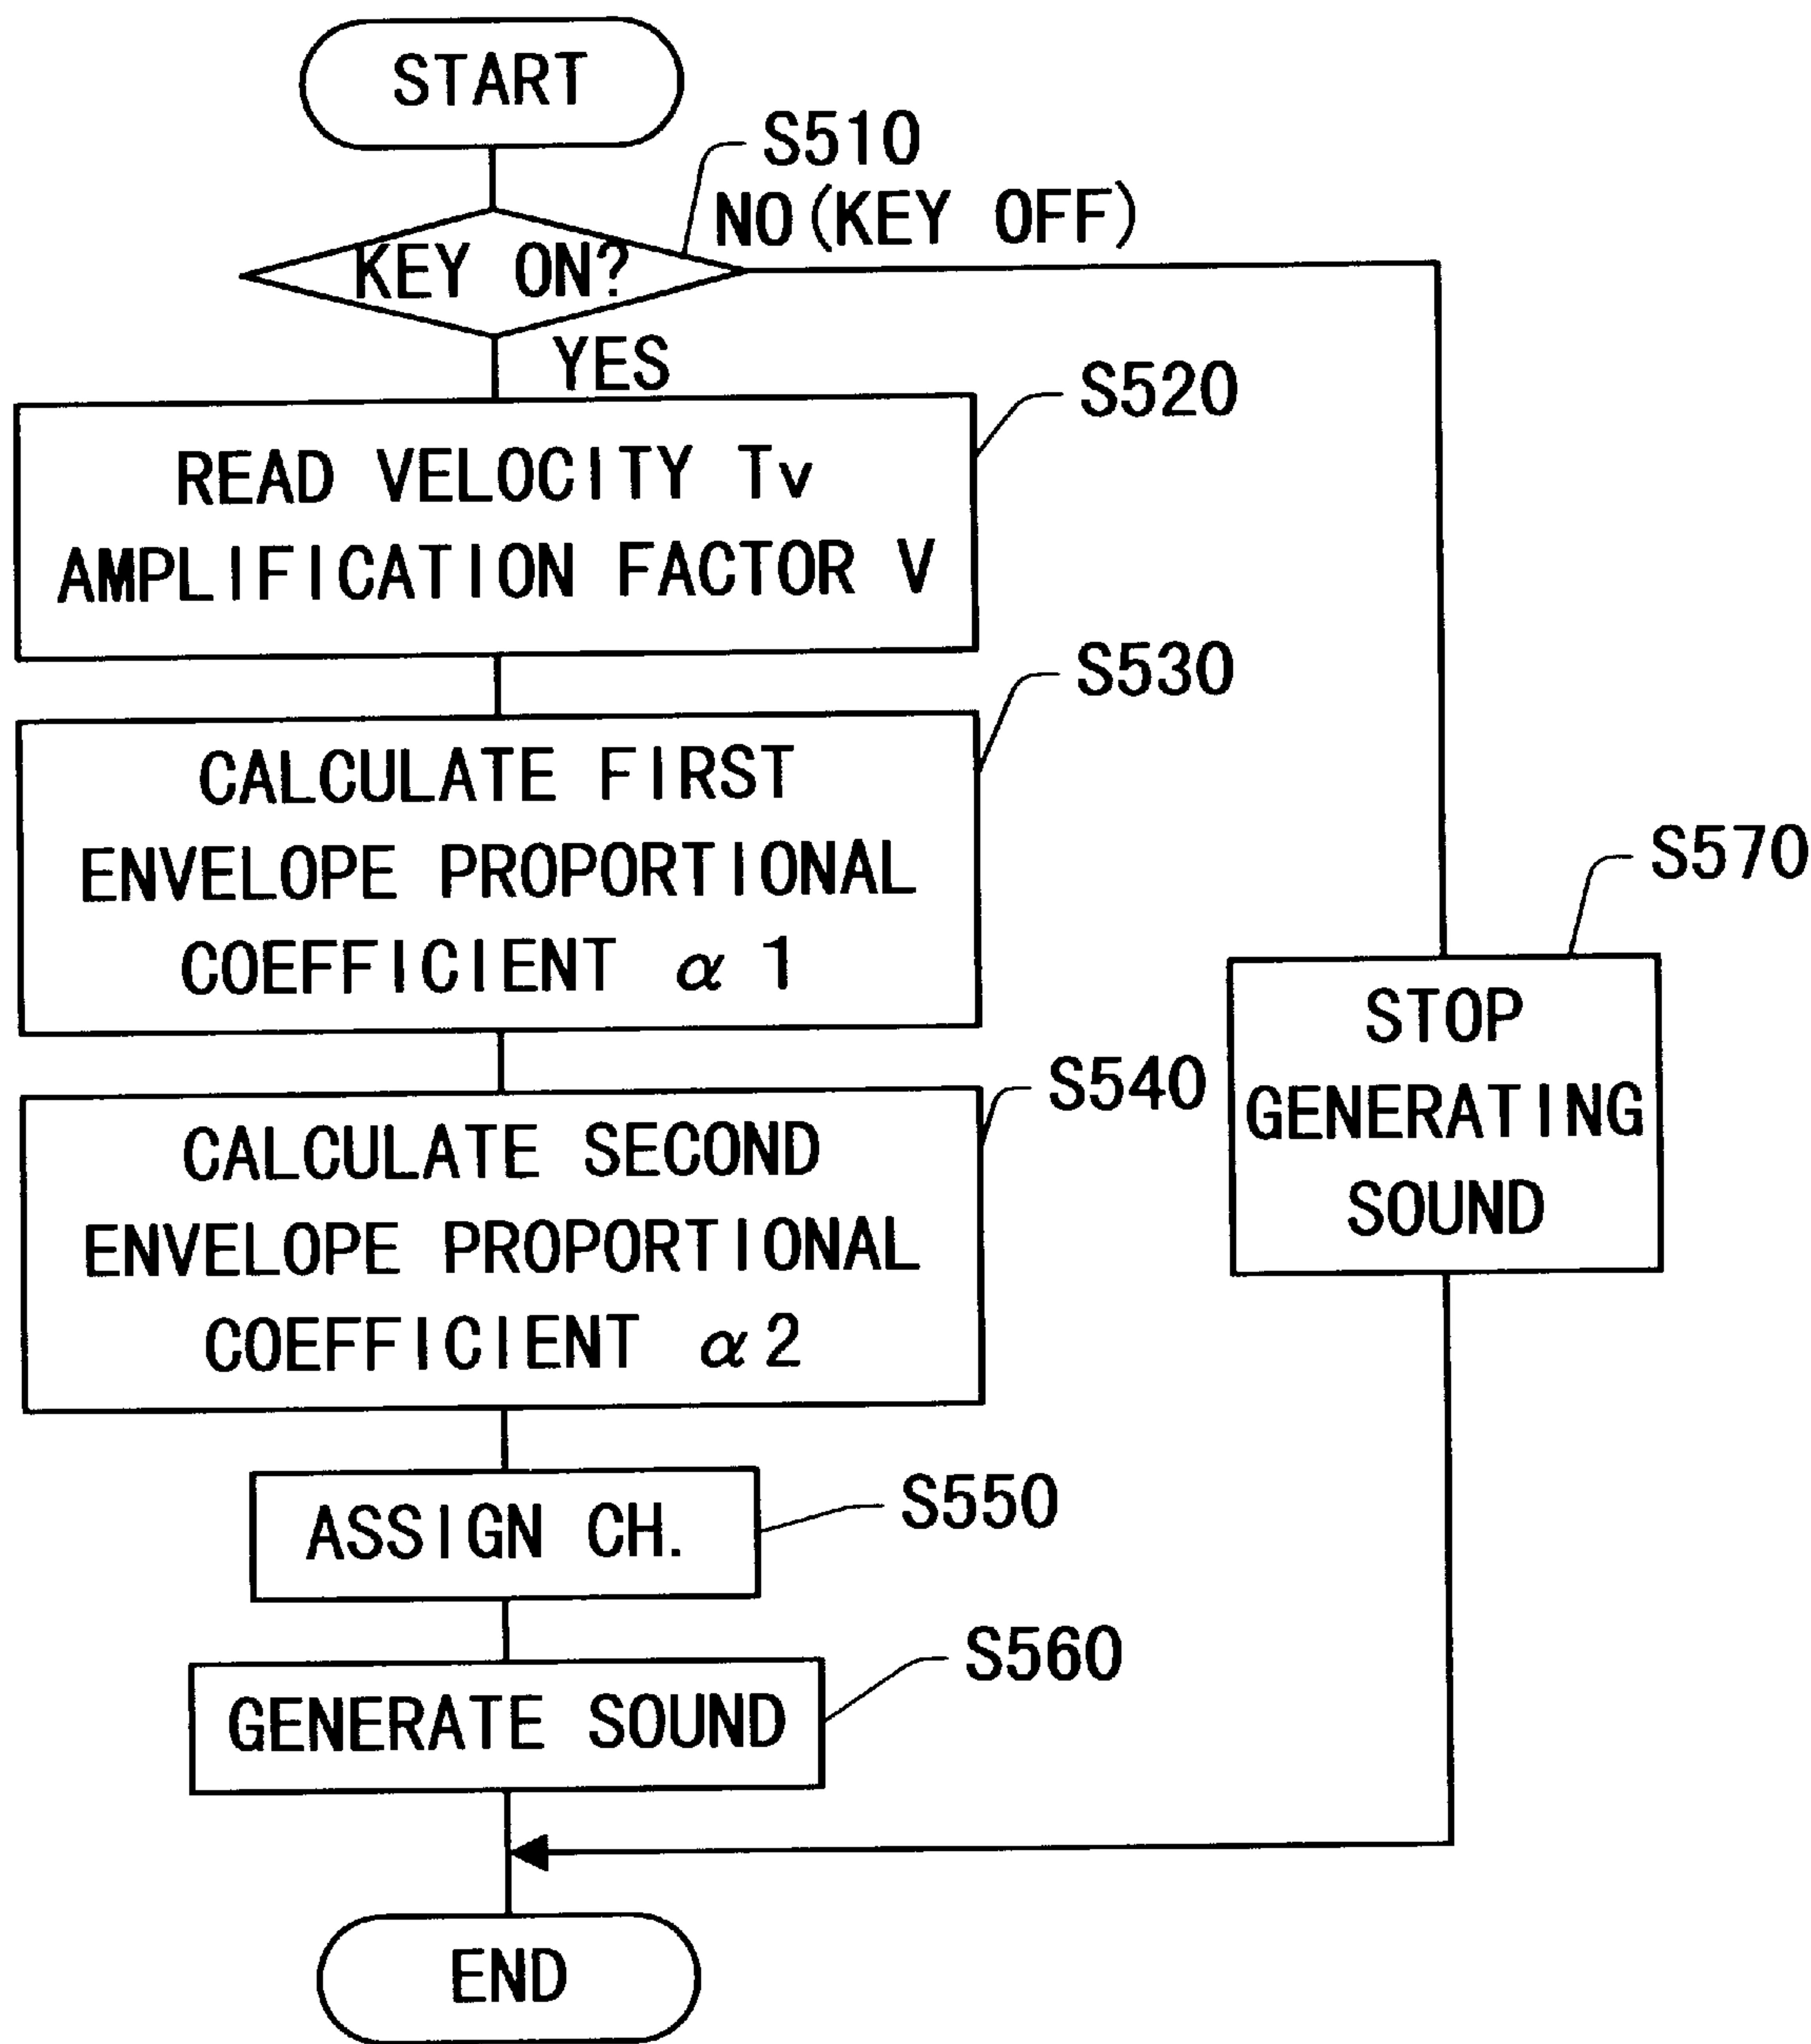 START
S510
NO(KEY OFF)
KEY ON?
YES
S520
READ VELOCITY Tv
AMPLIFICATION FACTOR V
S530
CALCULATE FIRST
ENVELOPE PROPORTIONAL
COEFFICIENT α 1
S570
STOP
GENERATING
SOUND
S540
CALCULATE SECOND
ENVELOPE PROPORTIONAL
COEFFICIENT α2
S550
ASSIGN CH.
S560
GENERATE SOUND
END